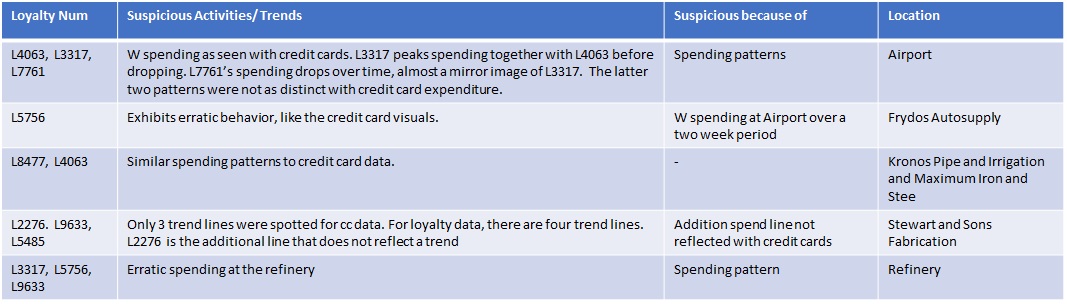 Loyalty Num
Suspicious Activities/ Trends
Suspicious because of
Location
L4063, L3317,
L7761
W spending as seen with credit cards. L3317 peaks spending together with L4063 before
dropping. L7761’s spending drops over time, almost a mirror image of L3317. The latter
two patterns were not as distinct with credit card expenditure.
Spending patterns
Airport
L5756
Exhibits erratic behavior, like the credit card visuals.
W spending at Airport over a
two week period
Frydos Autosupply
L8477, L4063
Similar spending patterns to credit card data.
-
Kronos Pipe and Irrigation
and Maximum Iron and
Stee
L2276. L9633,
L5485
Only 3 trend lines were spotted for cc data. For loyalty data, there are four trend lines.
L2276 is the additional line that does not reflect a trend
Addition spend line not
reflected with credit cards
Stewart and Sons
Fabrication
L3317, L5756,
L9633
Erratic spending at the refinery
Spending pattern
Refinery